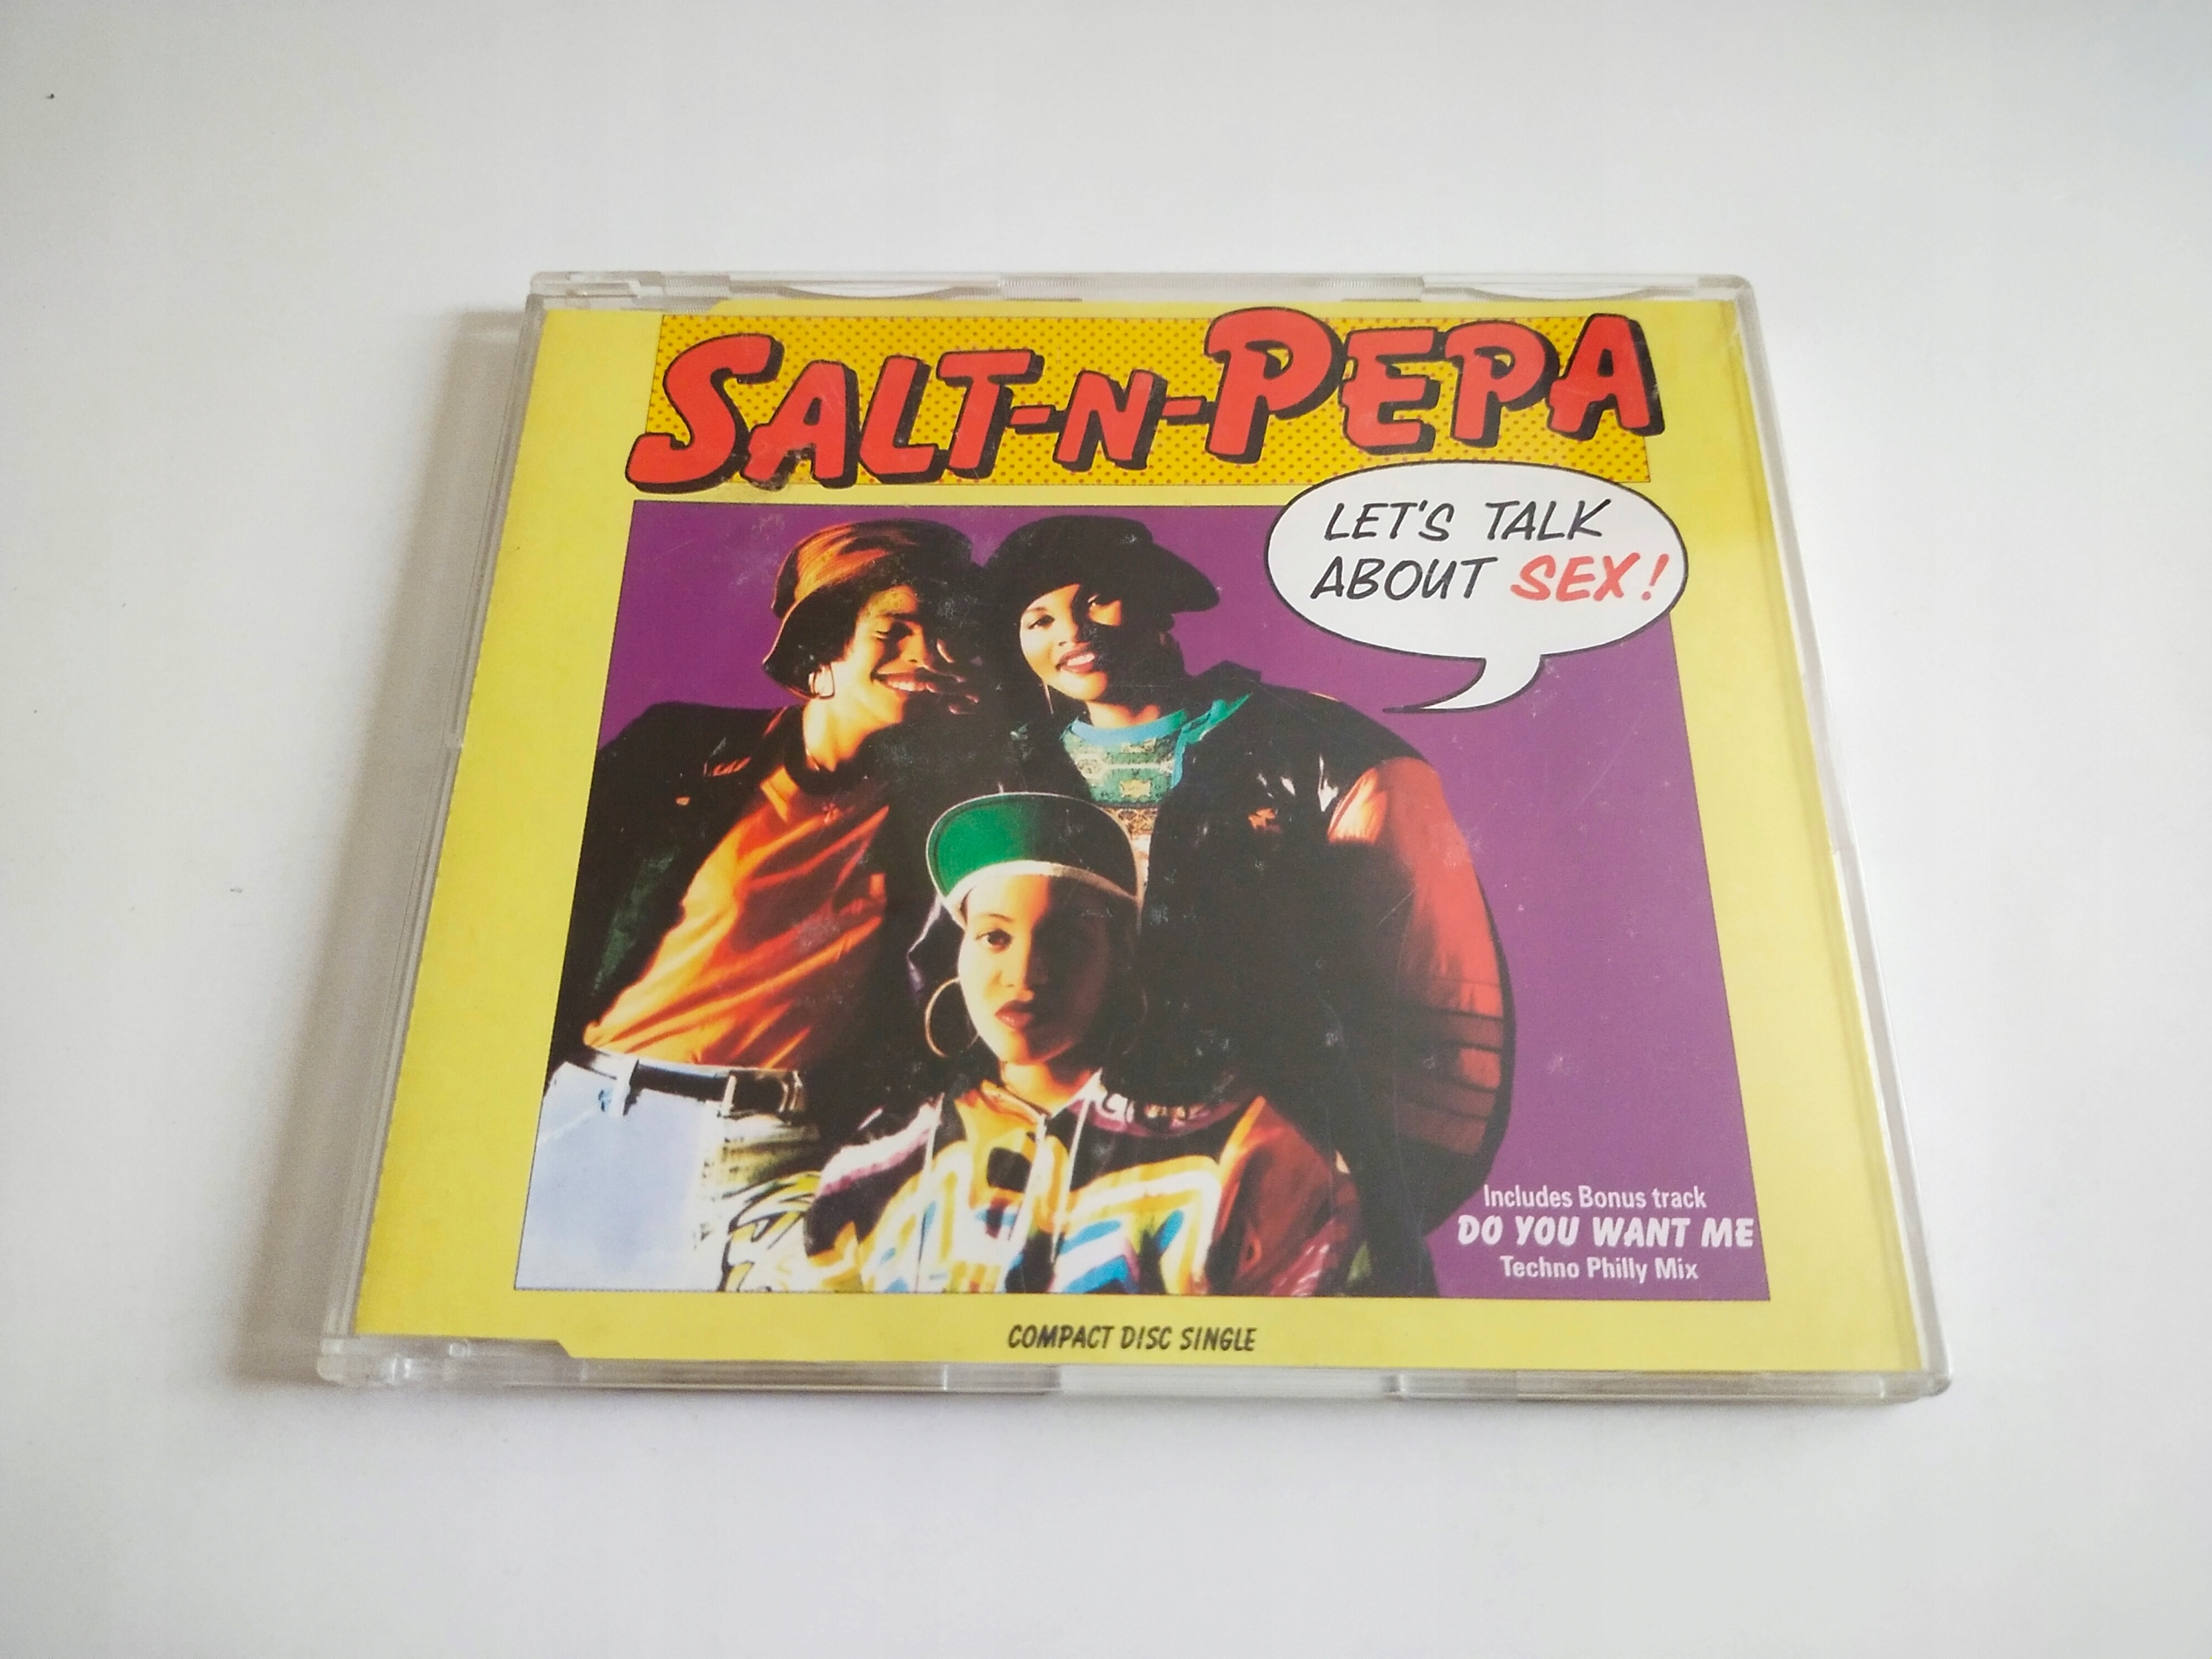 SALT-N-PEPA
LET'S TALK
ABOUT SEX!
Includes Bonus track
DO YOU WANT ME
Techno Philly Mix
COMPACT DISC SINGLE